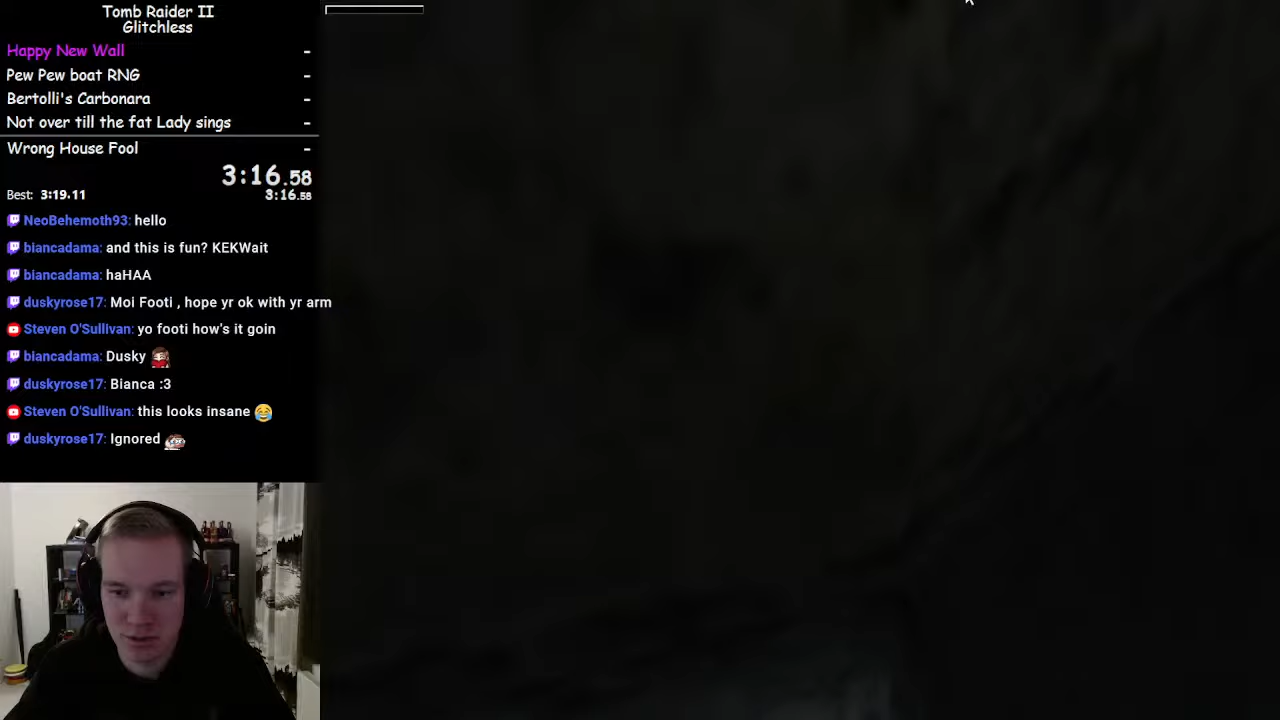 Tomb Raider II
Glitchless
Happy New Wall -
Pew Pew boat RNG -
Bertolli's Carbonara -
Not over till the fat Lady sings -
Wrong House Fool -
3:16.58
Best: 3:19.11 3:16.58
NeoBehemoth93: hello
biancadama: and this is fun? KEKWait
biancadama: haHAA
duskyrose17: Moi Footi , hope yr ok with yr arm
Steven O'Sullivan: yo footi how's it goin
biancadama: Dusky
duskyrose17: Bianca :3
Steven O'Sullivan: this looks insane 😂
duskyrose17: Ignored